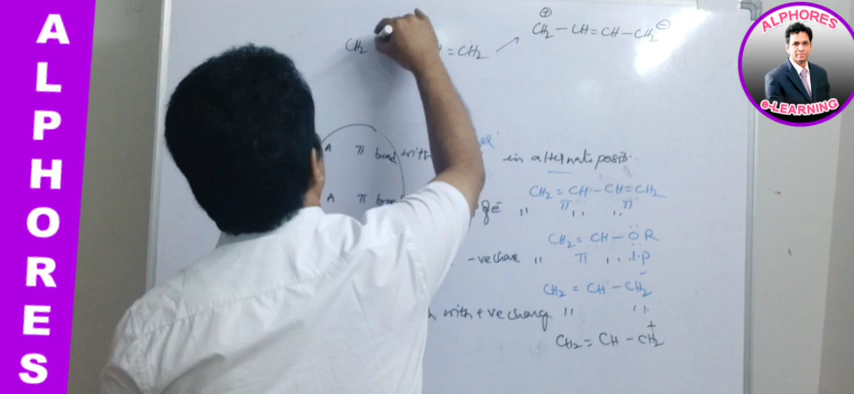 ALPHORES
ALPHORES
e-LEARNING
⊕CH₂ - CH = CH - CH₂⊖
CH₂ = CH₂
A π bond with in alternate posit.
CH₂ = CH - CH = CH₂
A π
π ,, π
CH₂ = CH - ÖR
-ve charge ,, π ,, l.p
CH₂ = CH - CH₂⁻
with +ve charge ,, ,,
CH₂ = CH - CH₂⁺